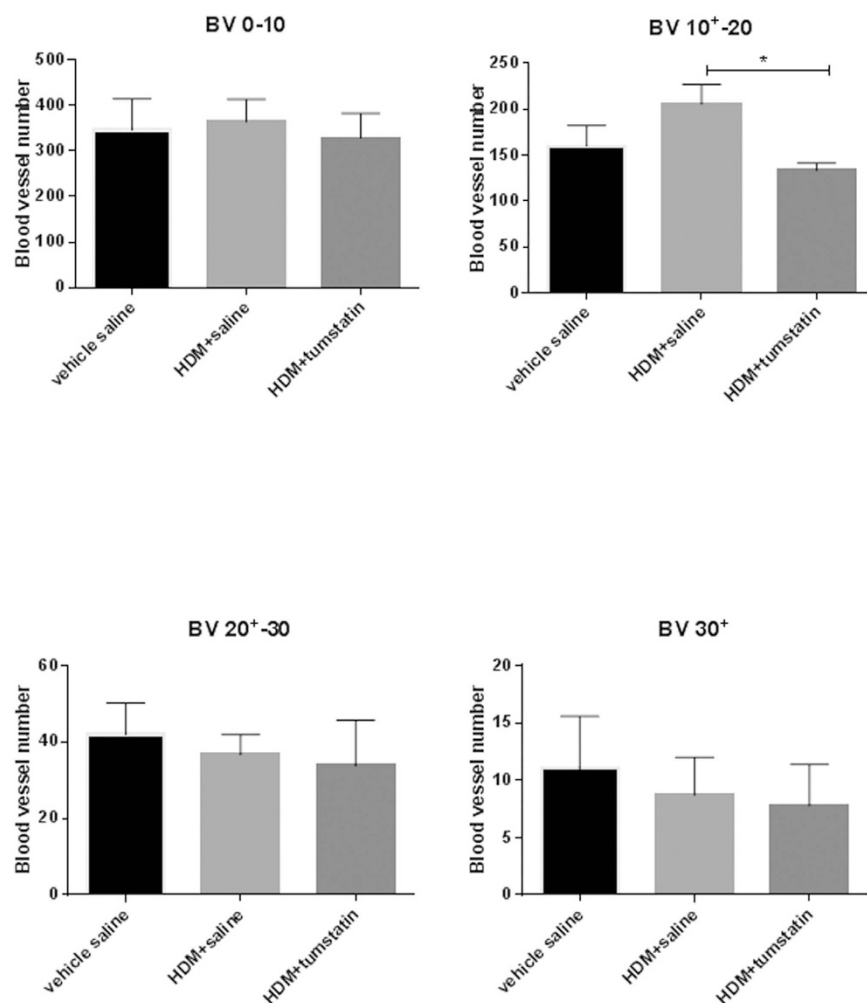 BV 0-10
Blood vessel number
500
400
300
200
100
0
vehicle saline
HDM+saline
HDM+tumstatin
BV 10⁺-20
Blood vessel number
250
200
150
100
50
0
*
vehicle saline
HDM+saline
HDM+tumstatin
BV 20⁺-30
Blood vessel number
60
40
20
0
vehicle saline
HDM+saline
HDM+tumstatin
BV 30⁺
Blood vessel number
20
15
10
5
0
vehicle saline
HDM+saline
HDM+tumstatin